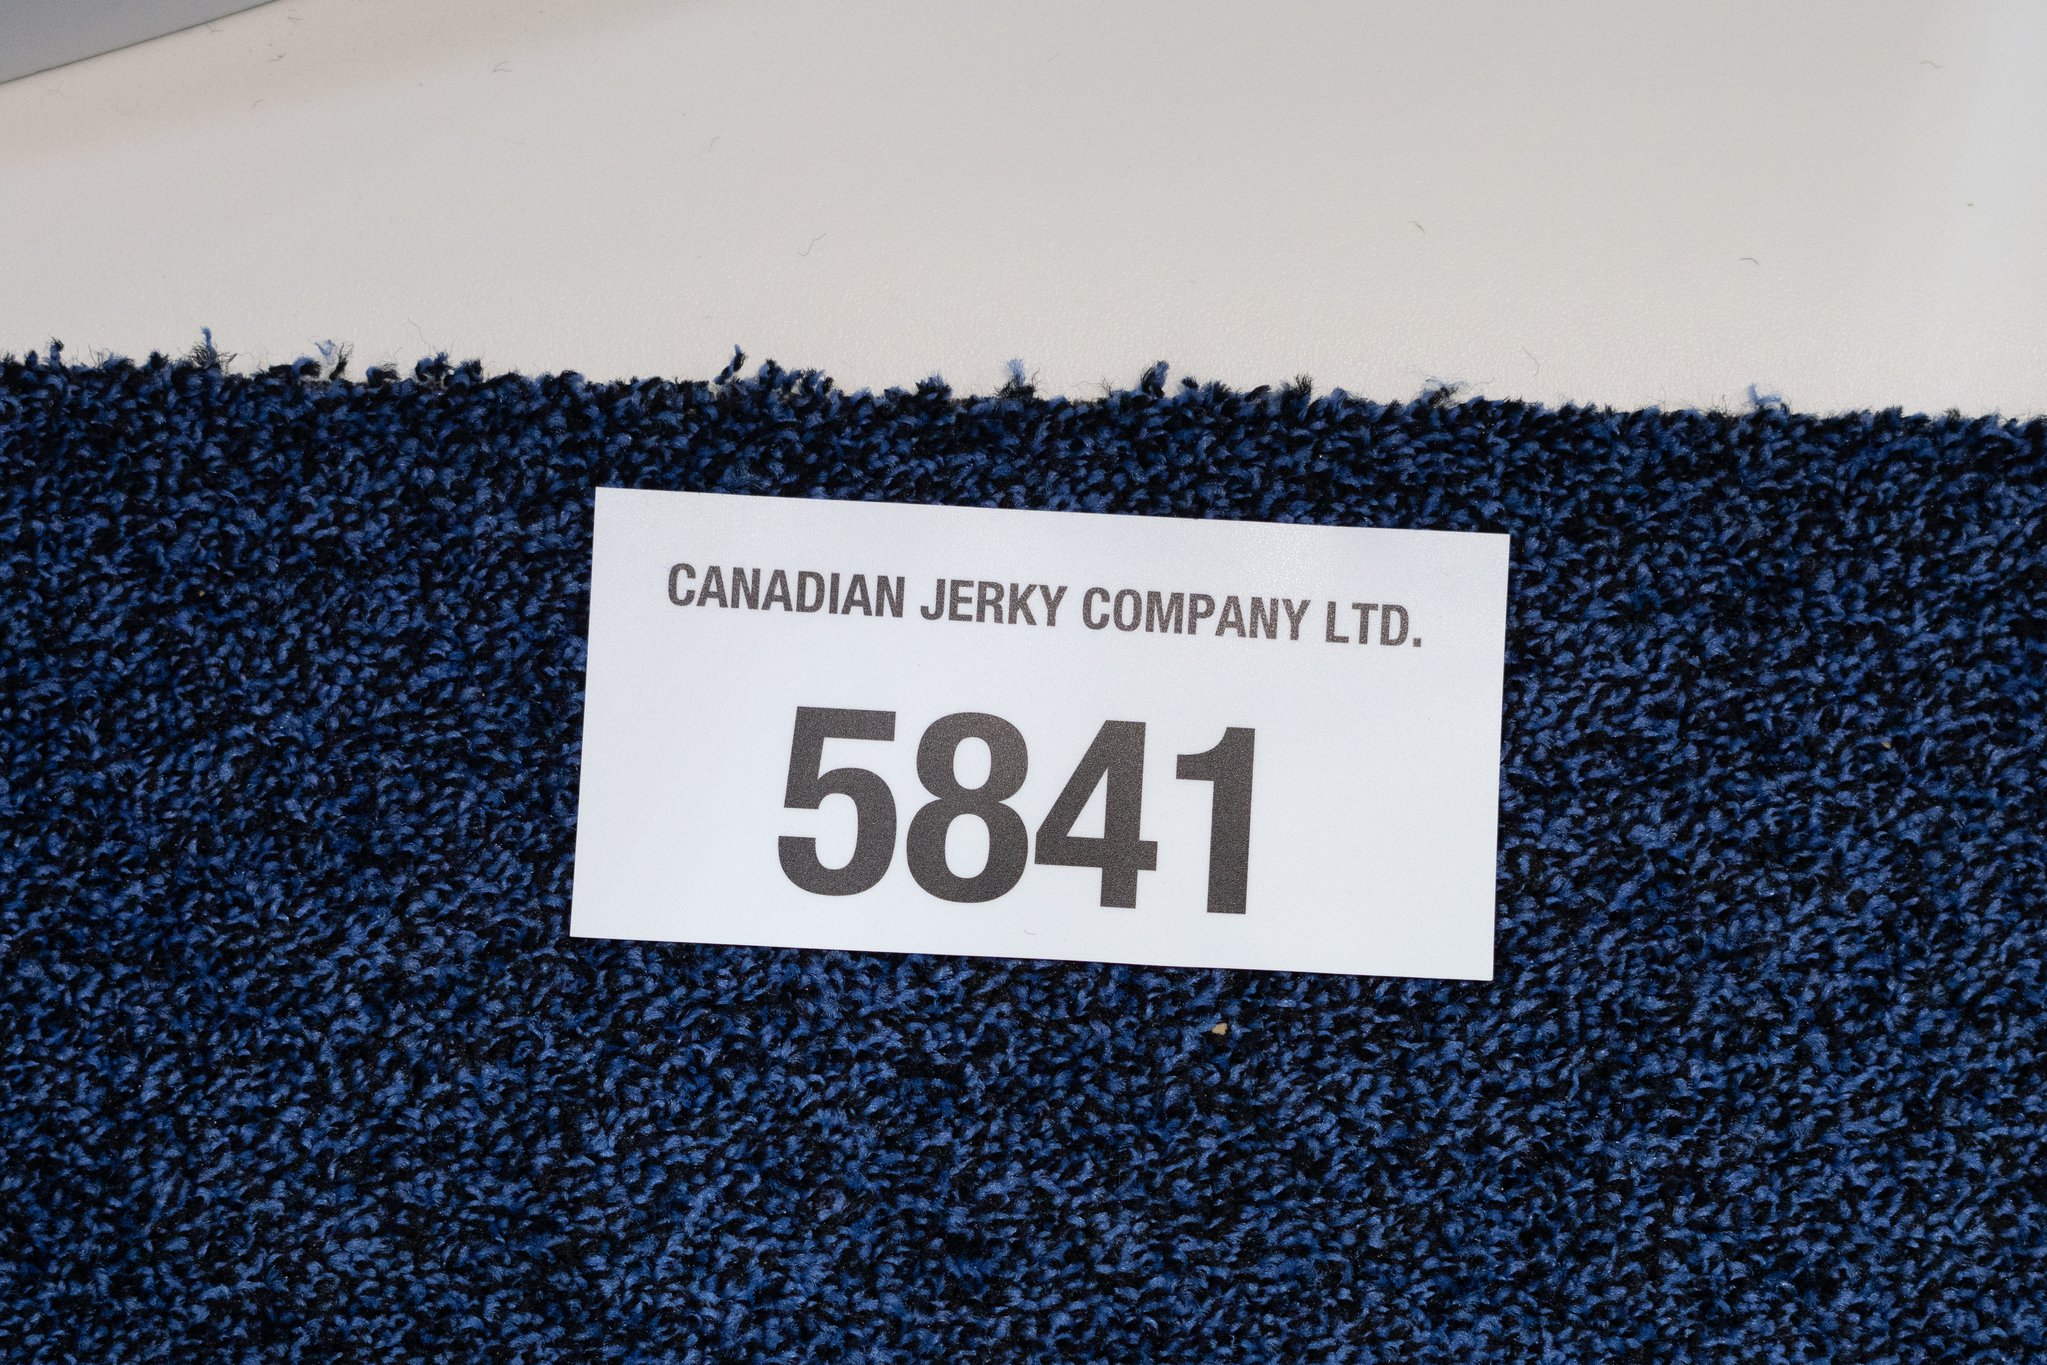 CANADIAN JERKY COMPANY LTD.
5841